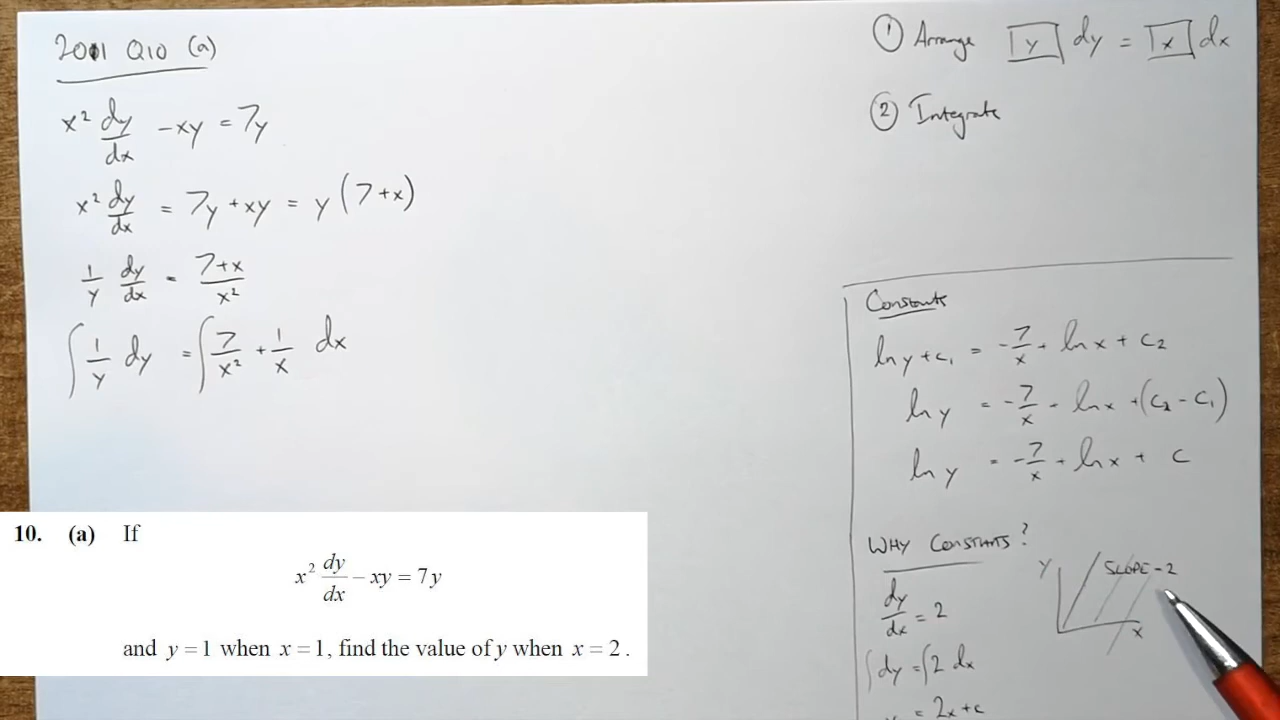 2001 Q10 (a)
x² dy/dx - xy = 7y
x² dy/dx = 7y + xy = y (7+x)
1/y dy/dx = 7+x/x²
∫ 1/y dy = ∫ 7/x² + 1/x dx
① Arrange [y] dy = [x] dx
② Integrate
Constants
ln y + c₁ = -7/x + ln x + c₂
ln y = -7/x + ln x + (c₂ - c₁)
ln y = -7/x + ln x + c
WHY CONSTANTS?
dy/dx = 2
∫ dy = ∫ 2 dx
= 2x + c
y
SLOPE = 2
x
10. (a) If
x² dy/dx - xy = 7y
and y = 1 when x = 1, find the value of y when x = 2.